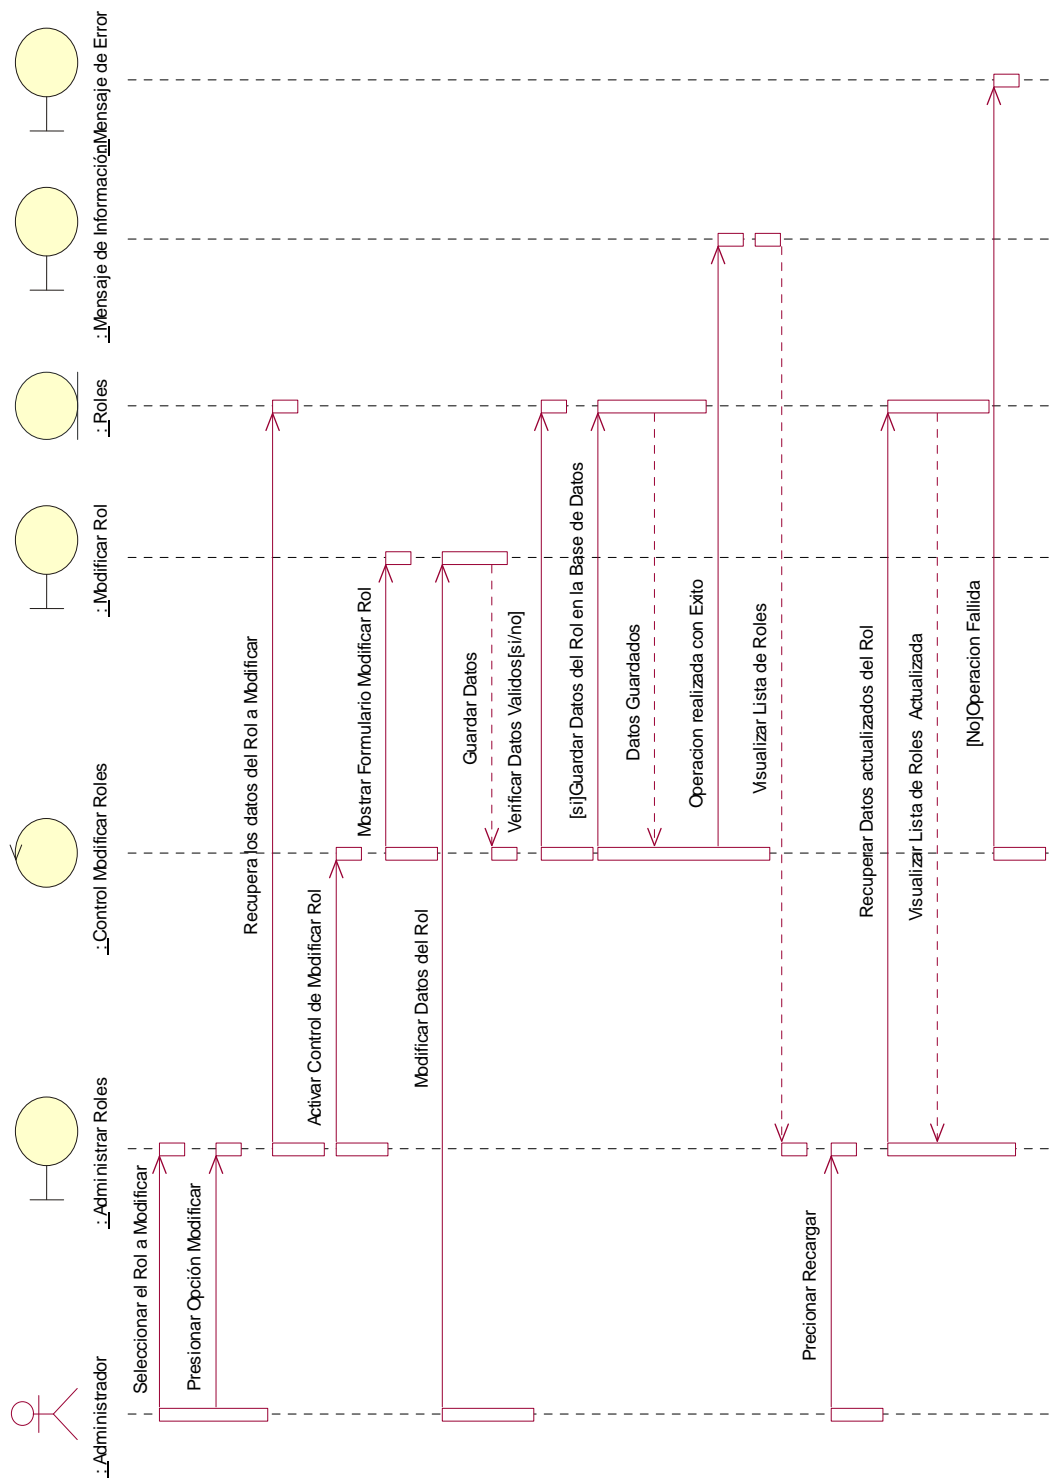 : Administrador
: Administrar Roles
: Control Modificar Roles
: Modificar Rol
: Roles
: Mensaje de Información
: Mensaje de Error
Seleccionar el Rol a Modificar
Presionar Opción Modificar
Recupera los datos del Rol a Modificar
Activar Control de Modificar Rol
Mostrar Formulario Modificar Rol
Modificar Datos del Rol
Guardar Datos
Verificar Datos Validos[si/no]
[si]Guardar Datos del Rol en la Base de Datos
Datos Guardados
Operacion realizada con Exito
Visualizar Lista de Roles
Precionar Recargar
Recuperar Datos actualizados del Rol
Visualizar Lista de Roles Actualizada
[No]Operacion Fallida